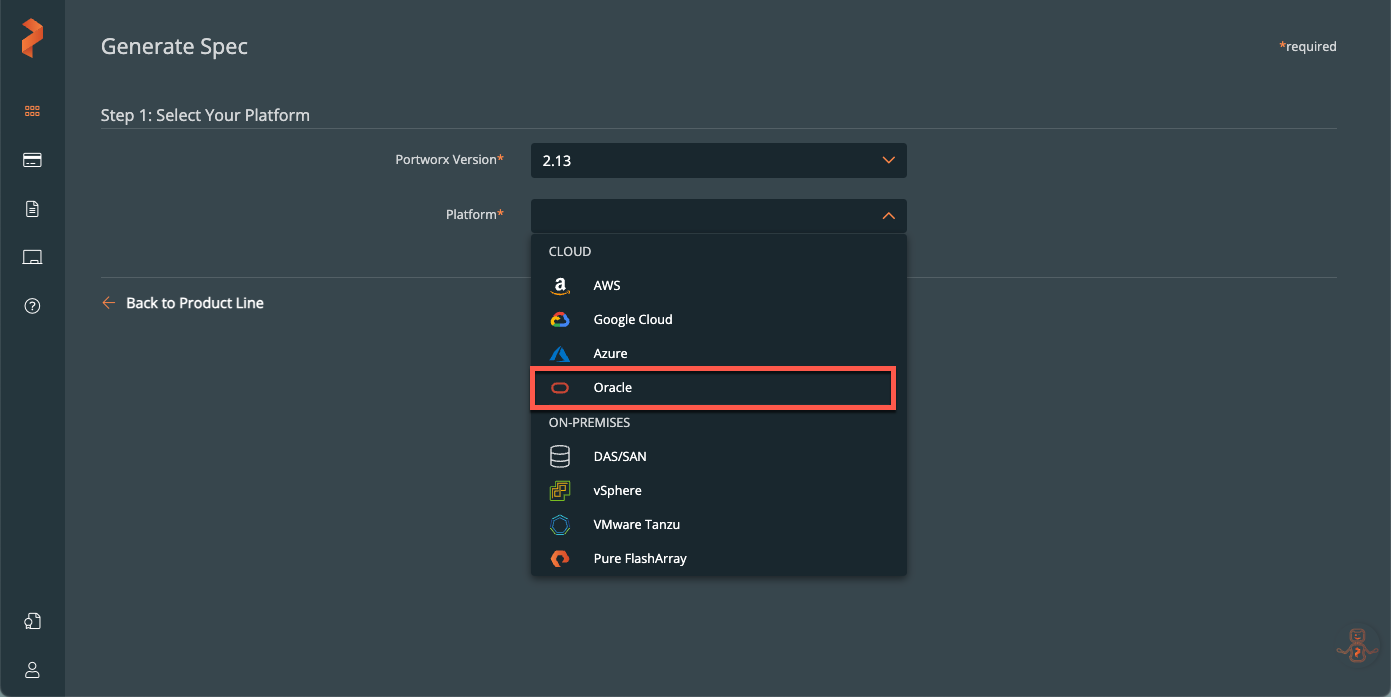 Generate Spec
*required
Step 1: Select Your Platform
Portworx Version*
2.13
Platform*
CLOUD
AWS
Google Cloud
Azure
Oracle
ON-PREMISES
DAS/SAN
vSphere
VMware Tanzu
Pure FlashArray
Back to Product Line